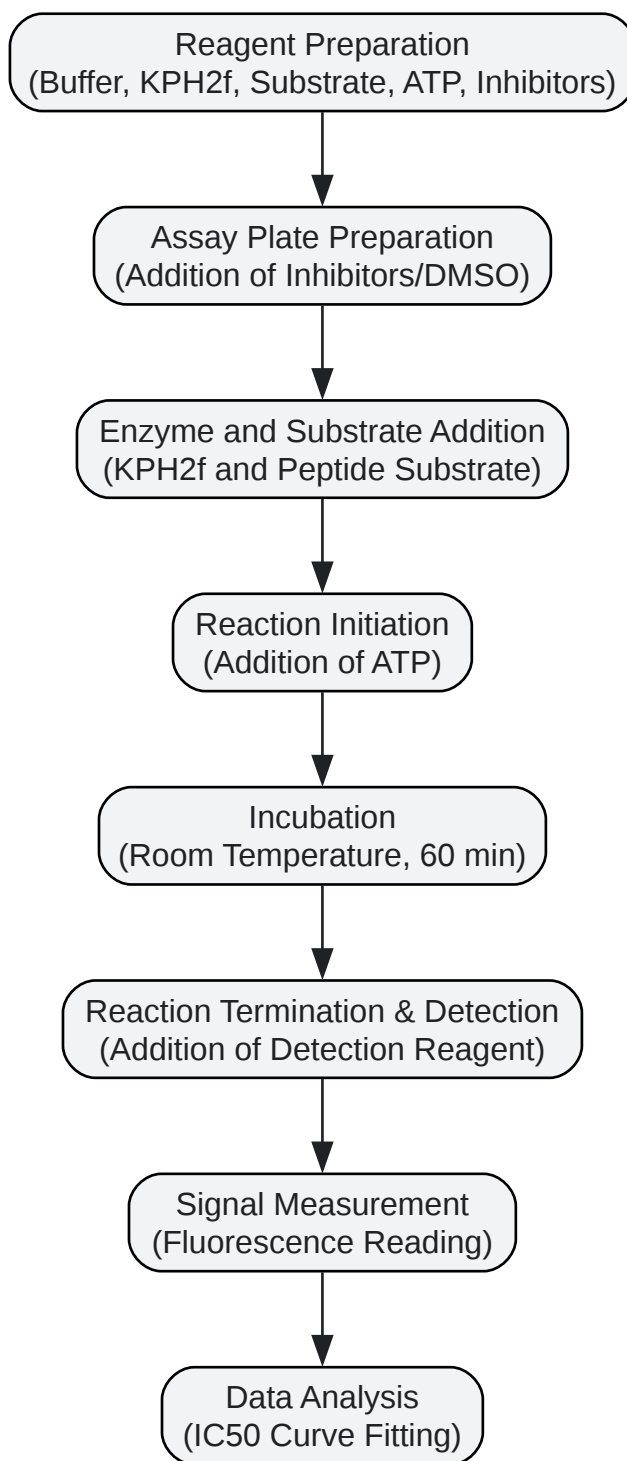 Reagent Preparation
(Buffer, KPH2f, Substrate, ATP, Inhibitors)
Assay Plate Preparation
(Addition of Inhibitors/DMSO)
Enzyme and Substrate Addition
(KPH2f and Peptide Substrate)
Reaction Initiation
(Addition of ATP)
Incubation
(Room Temperature, 60 min)
Reaction Termination & Detection
(Addition of Detection Reagent)
Signal Measurement
(Fluorescence Reading)
Data Analysis
(IC50 Curve Fitting)